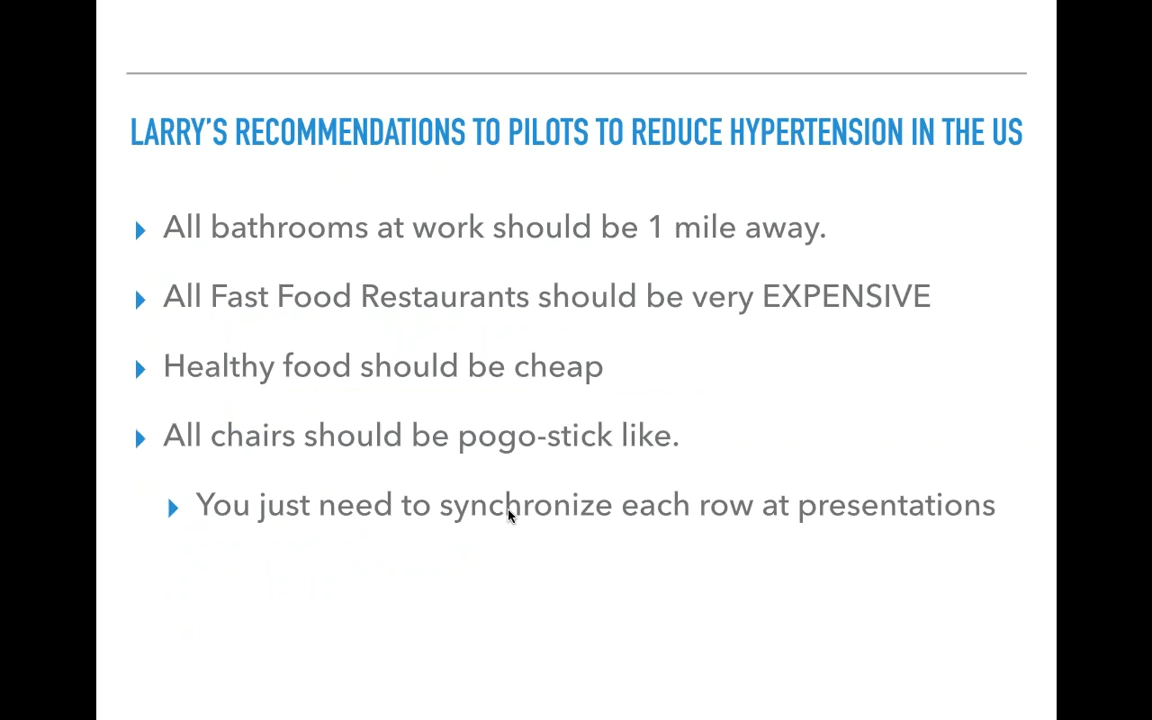 LARRY'S RECOMMENDATIONS TO PILOTS TO REDUCE HYPERTENSION IN THE US
All bathrooms at work should be 1 mile away.
All Fast Food Restaurants should be very EXPENSIVE
Healthy food should be cheap
All chairs should be pogo-stick like.
You just need to synchronize each row at presentations